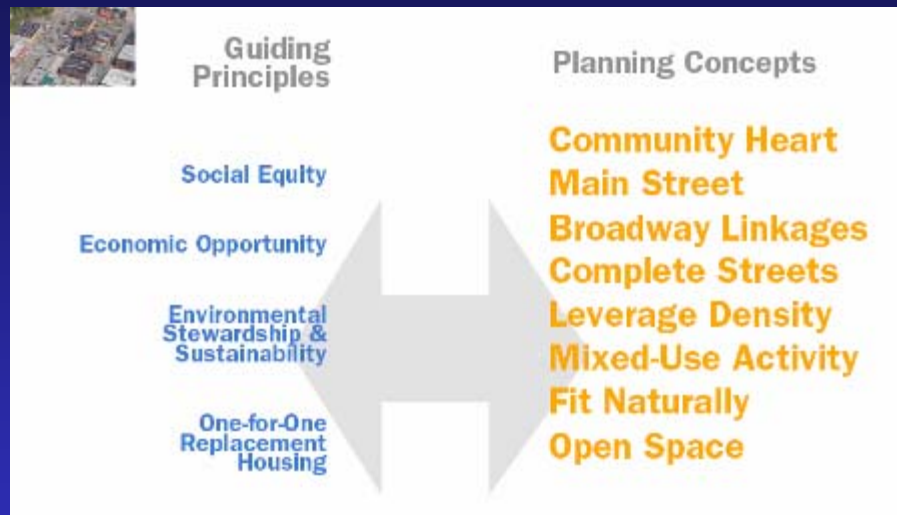 Guiding
Principles
Social Equity
Economic Opportunity
Environmental
Stewardship &
Sustainability
One-for-One
Replacement
Housing
Planning Concepts
Community Heart
Main Street
Broadway Linkages
Complete Streets
Leverage Density
Mixed-Use Activity
Fit Naturally
Open Space